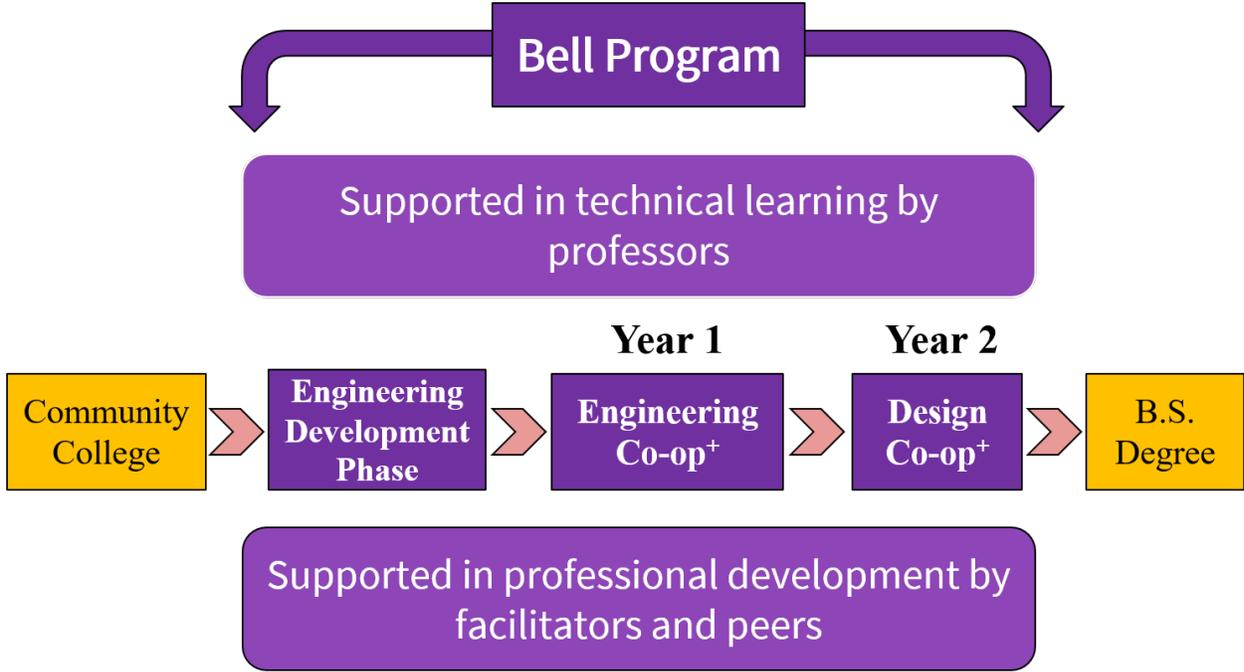 Bell Program
Supported in technical learning by
professors
Year 1
Year 2
Community
College
Engineering
Development
Phase
Engineering
Co-op⁺
Design
Co-op⁺
B.S.
Degree
Supported in professional development by
facilitators and peers